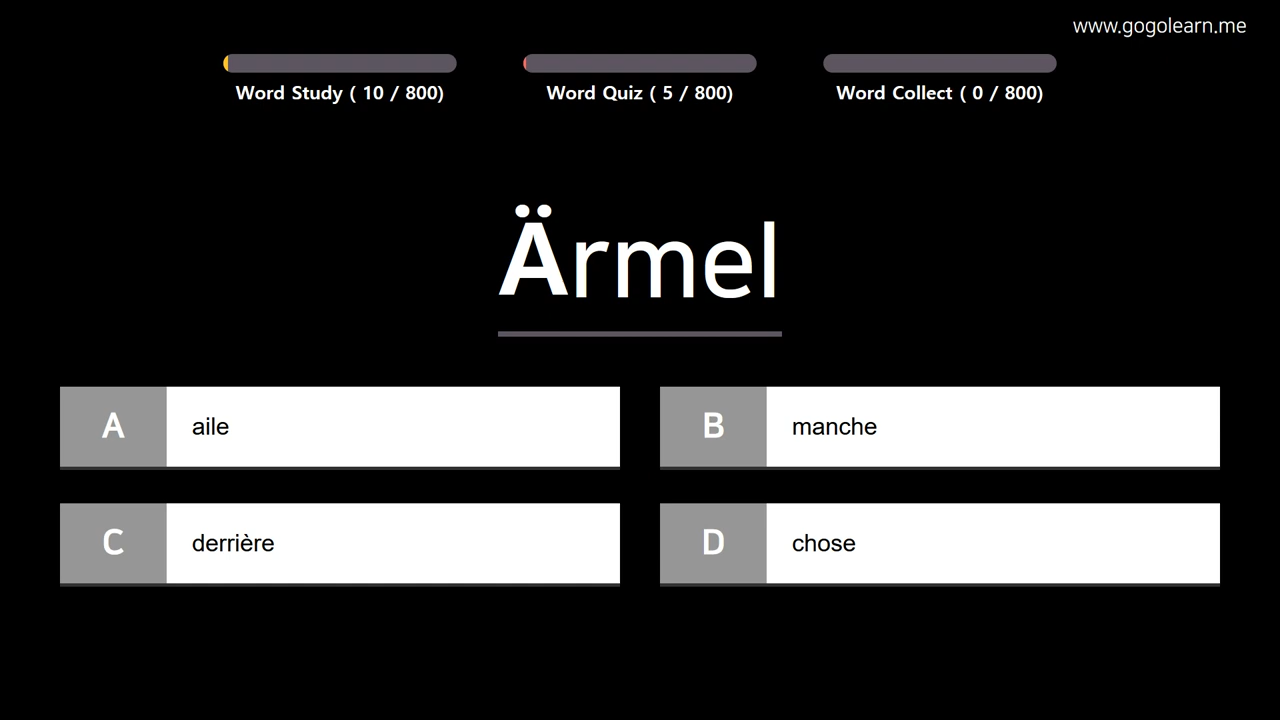 www.gogolearn.me
Word Study ( 10 / 800)
Word Quiz ( 5 / 800)
Word Collect ( 0 / 800)
Ärmel
A aile
B manche
C derrière
D chose